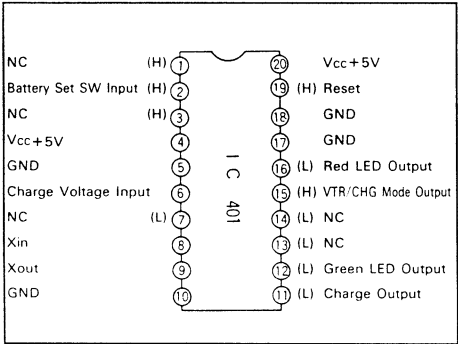 NC (H) 1 20 Vcc+5V
Battery Set SW Input (H) 2 19 (H) Reset
NC (H) 3 18 GND
Vcc+5V 4 17 GND
GND 5 16 (L) Red LED Output
Charge Voltage Input 6 15 (H) VTR/CHG Mode Output
NC (L) 7 14 (L) NC
Xin 8 13 (L) NC
Xout 9 12 (L) Green LED Output
GND 10 11 (L) Charge Output
IC 401